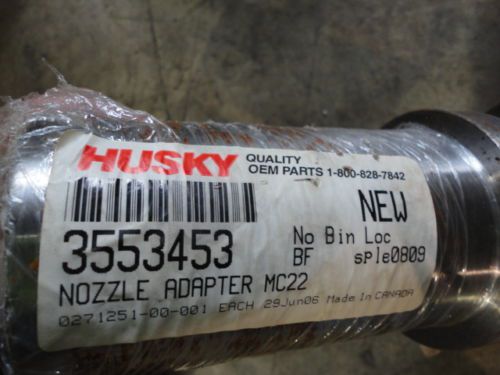 HUSKY QUALITY
OEM PARTS 1-800-828-7842
NEW
3553453 No Bin Loc
BF sple0809
NOZZLE ADAPTER MC22
0271251-00-001 EACH 29Jun06 Made In CANADA